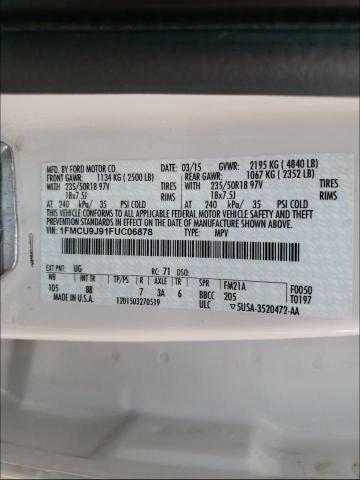 MFD. BY FORD MOTOR CO.
DATE: 03/15 GVWR: 2195 KG ( 4840 LB)
FRONT GAWR: 1134 KG ( 2500 LB) REAR GAWR: 1067 KG ( 2352 LB)
WITH 235/50R18 97V TIRES WITH 235/50R18 97V TIRES
18x7.5J RIMS 18x7.5J RIMS
AT 240 kPa/ 35 PSI COLD AT 240 kPa/ 35 PSI COLD
THIS VEHICLE CONFORMS TO ALL APPLICABLE FEDERAL MOTOR VEHICLE
SAFETY AND THEFT PREVENTION STANDARDS IN EFFECT ON THE DATE OF
MANUFACTURE SHOWN ABOVE.
VIN: 1FMCU9J91FUC06878
TYPE: MPV
EXT PNT: UG RC: 71 DSO:
WB BRK INT TR TP/PS R AXLE TR SPR
105 88 7 3A 6 BBCC FM21A F0050
205 T0197
MADE IN U.S.A. 1201503270519 ULC 5U5A-3520472-AA